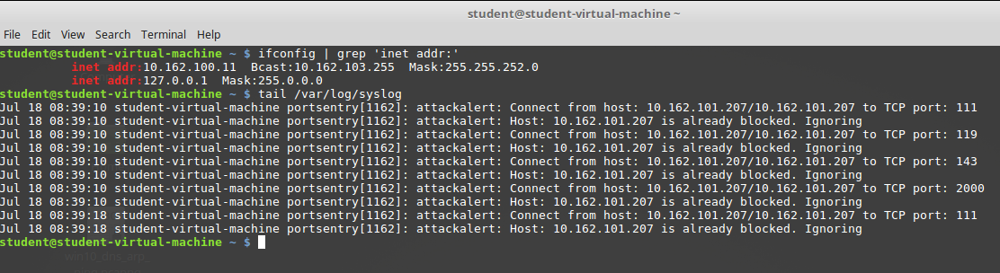 student@student-virtual-machine ~
File Edit View Search Terminal Help
student@student-virtual-machine ~ $ ifconfig | grep 'inet addr:'
inet addr:10.162.100.11  Bcast:10.162.103.255  Mask:255.255.252.0
inet addr:127.0.0.1  Mask:255.0.0.0
student@student-virtual-machine ~ $ tail /var/log/syslog
Jul 18 08:39:10 student-virtual-machine portsentry[1162]: attackalert: Connect from host: 10.162.101.207/10.162.101.207 to TCP port: 111
Jul 18 08:39:10 student-virtual-machine portsentry[1162]: attackalert: Host: 10.162.101.207 is already blocked. Ignoring
Jul 18 08:39:10 student-virtual-machine portsentry[1162]: attackalert: Connect from host: 10.162.101.207/10.162.101.207 to TCP port: 119
Jul 18 08:39:10 student-virtual-machine portsentry[1162]: attackalert: Host: 10.162.101.207 is already blocked. Ignoring
Jul 18 08:39:10 student-virtual-machine portsentry[1162]: attackalert: Connect from host: 10.162.101.207/10.162.101.207 to TCP port: 143
Jul 18 08:39:10 student-virtual-machine portsentry[1162]: attackalert: Host: 10.162.101.207 is already blocked. Ignoring
Jul 18 08:39:10 student-virtual-machine portsentry[1162]: attackalert: Connect from host: 10.162.101.207/10.162.101.207 to TCP port: 2000
Jul 18 08:39:10 student-virtual-machine portsentry[1162]: attackalert: Host: 10.162.101.207 is already blocked. Ignoring
Jul 18 08:39:18 student-virtual-machine portsentry[1162]: attackalert: Connect from host: 10.162.101.207/10.162.101.207 to TCP port: 111
Jul 18 08:39:18 student-virtual-machine portsentry[1162]: attackalert: Host: 10.162.101.207 is already blocked. Ignoring
student@student-virtual-machine ~ $